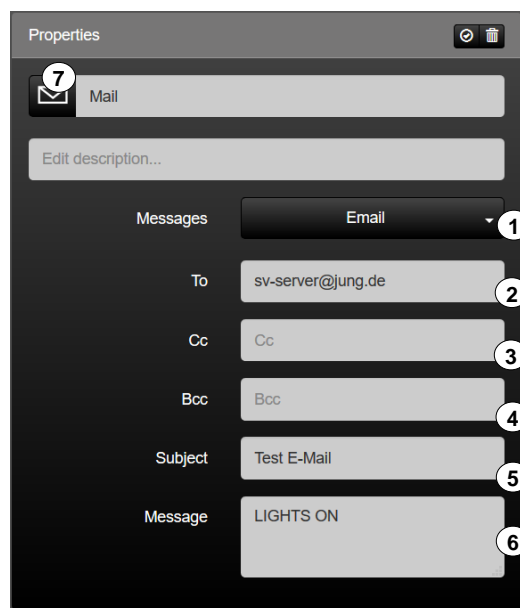 Properties
7
Mail
Edit description...
Messages Email 1
To sv-server@jung.de 2
Cc Cc 3
Bcc Bcc 4
Subject Test E-Mail 5
Message LIGHTS ON 6